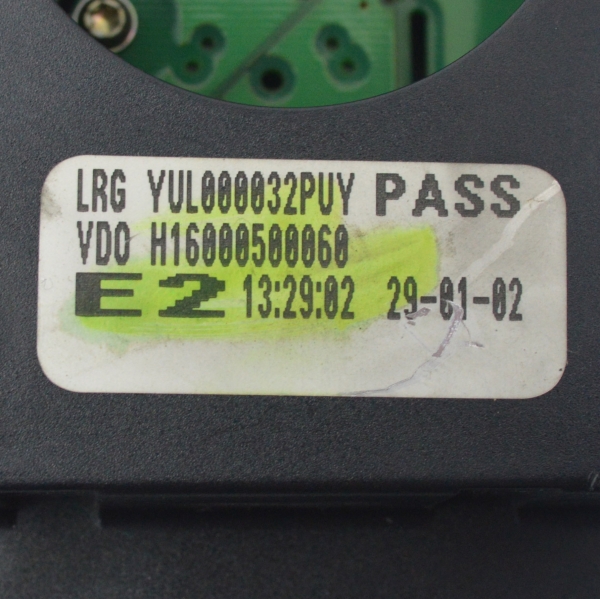 LRG YUL000032PUY PASS
VDO H16000500060
E2 13:29:02 29-01-02